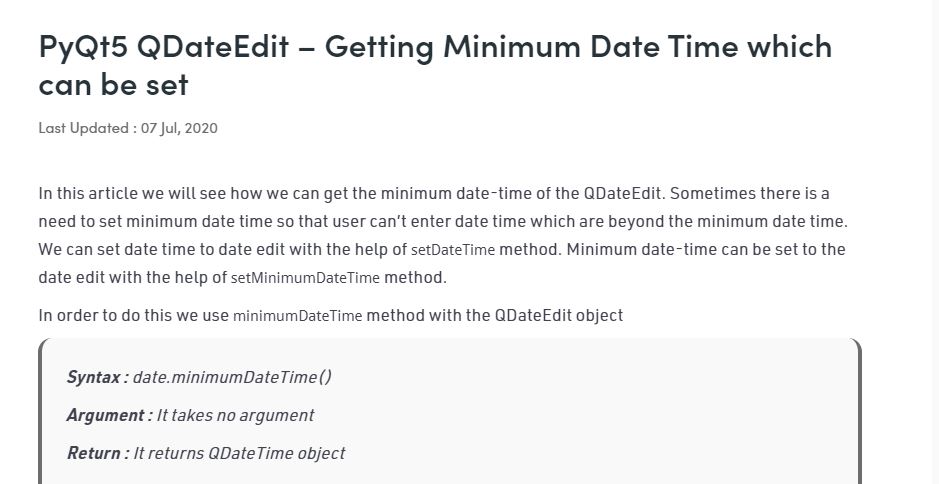 PyQt5 QDateEdit – Getting Minimum Date Time which
can be set
Last Updated : 07 Jul, 2020
In this article we will see how we can get the minimum date-time of the QDateEdit. Sometimes there is a
need to set minimum date time so that user can’t enter date time which are beyond the minimum date time.
We can set date time to date edit with the help of setDateTime method. Minimum date-time can be set to the
date edit with the help of setMinimumDateTime method.
In order to do this we use minimumDateTime method with the QDateEdit object
Syntax : date.minimumDateTime()
Argument : It takes no argument
Return : It returns QDateTime object